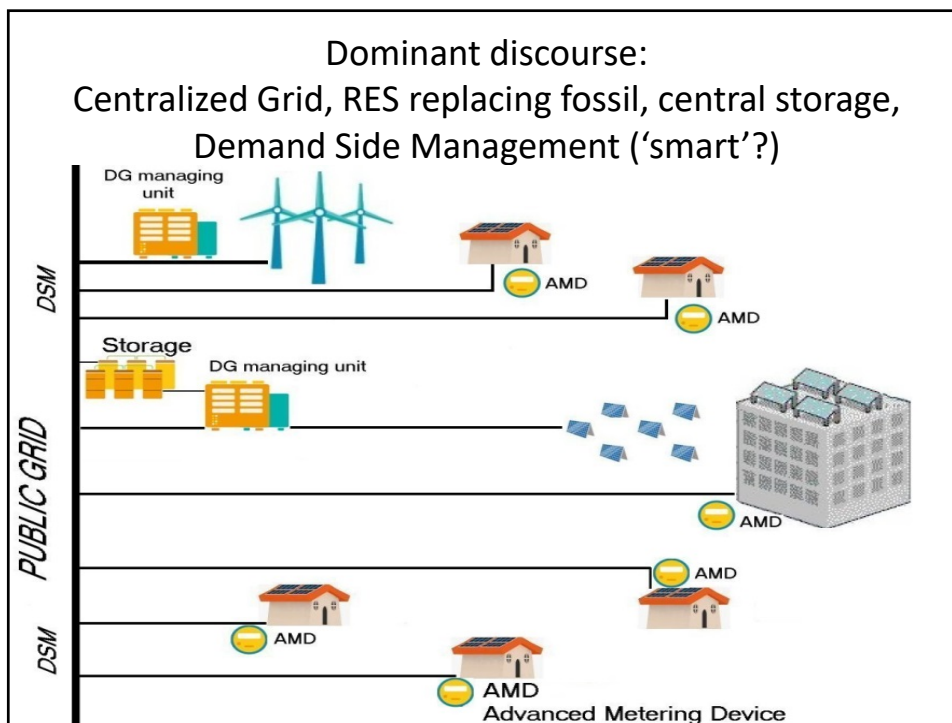 Dominant discourse:
Centralized Grid, RES replacing fossil, central storage,
Demand Side Management (‘smart’?)
DG managing
unit
DSM
AMD
AMD
Storage
DG managing unit
PUBLIC GRID
AMD
AMD
AMD
DSM
AMD
Advanced Metering Device